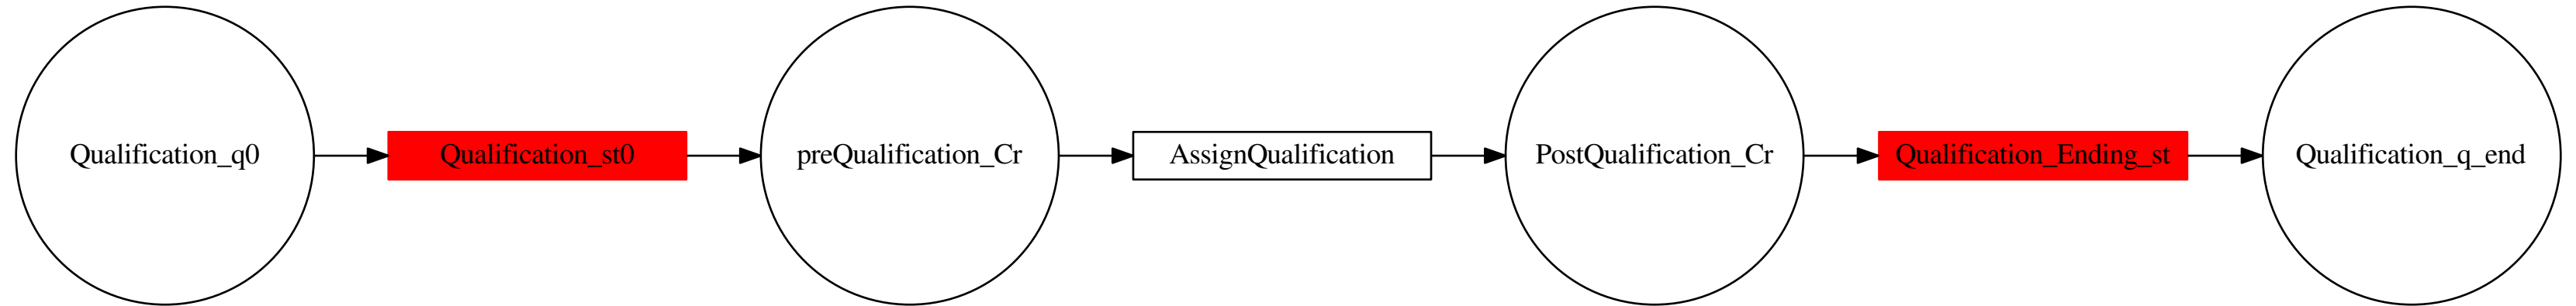 Qualification_q0
Qualification_st0
preQualification_Cr
AssignQualification
PostQualification_Cr
Qualification_Ending_st
Qualification_q_end